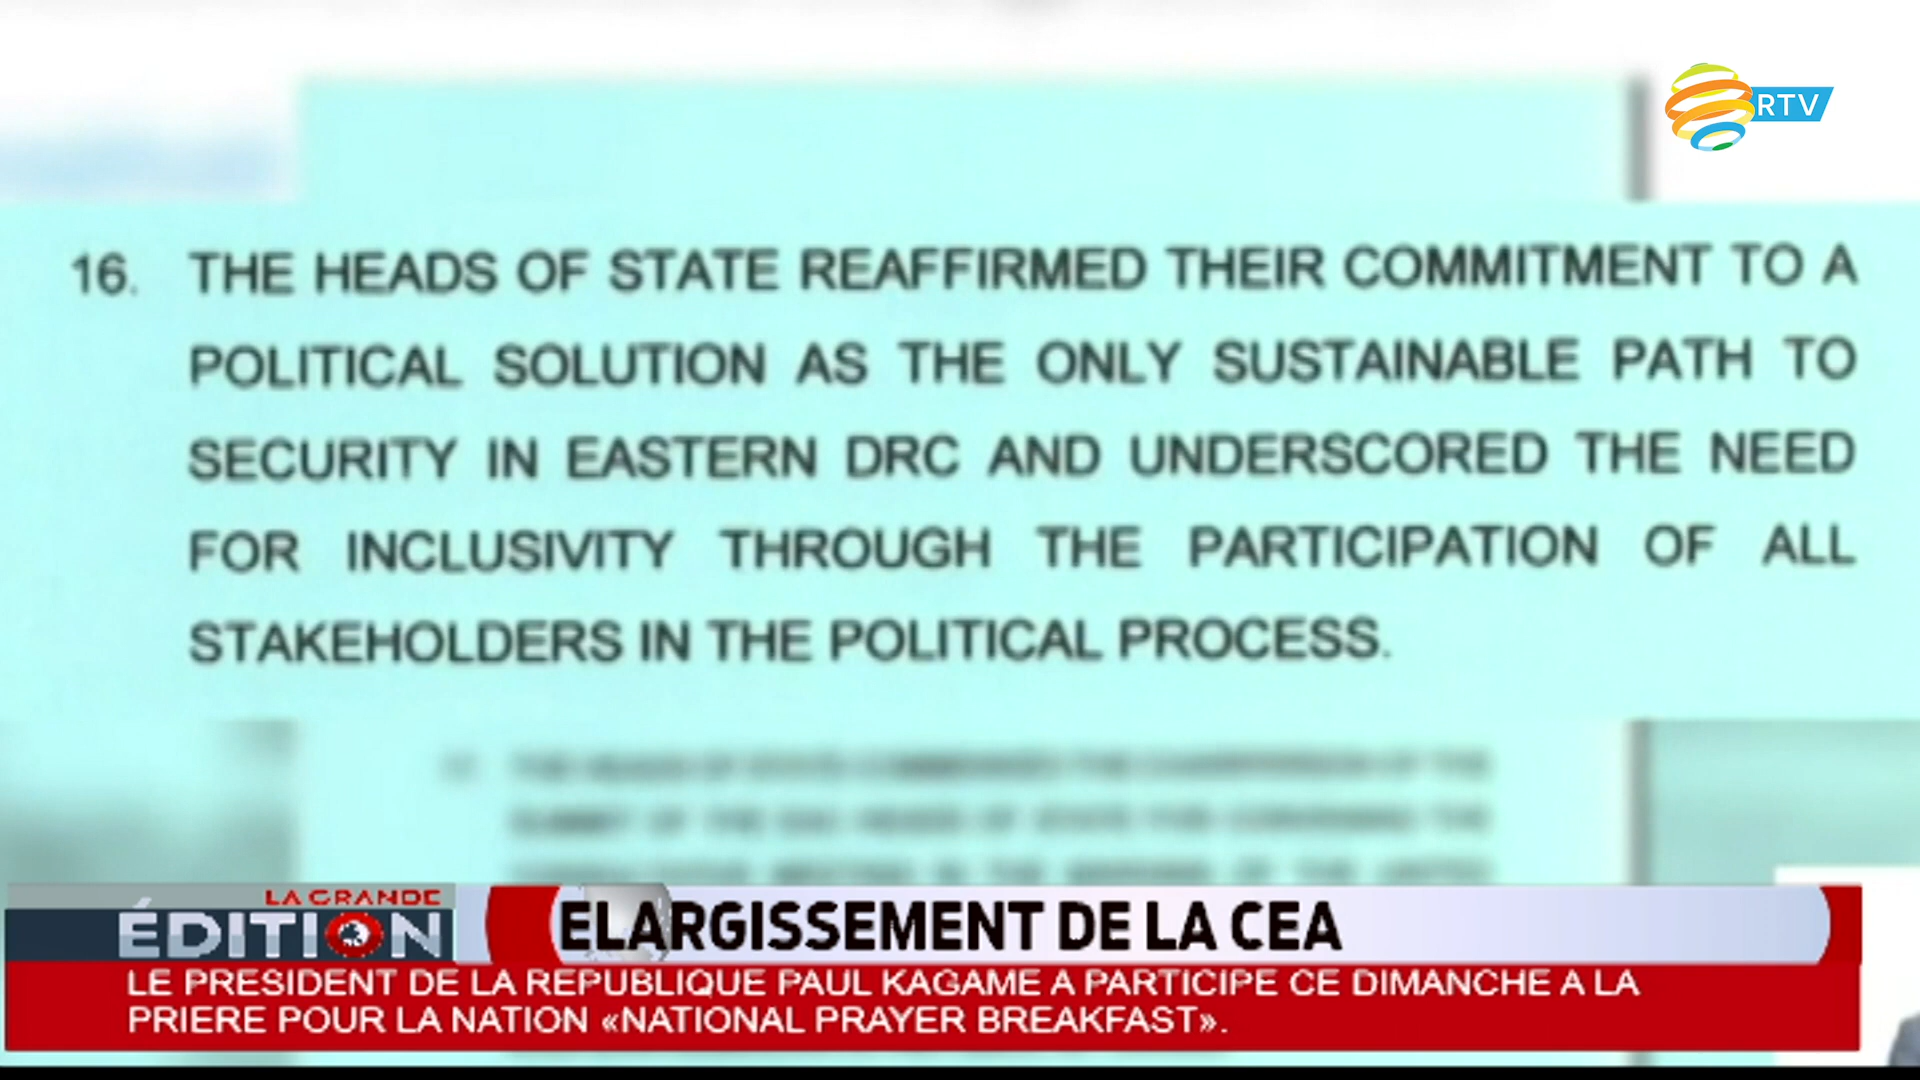 RTV
16. THE HEADS OF STATE REAFFIRMED THEIR COMMITMENT TO A
POLITICAL SOLUTION AS THE ONLY SUSTAINABLE PATH TO
SECURITY IN EASTERN DRC AND UNDERSCORED THE NEED
FOR INCLUSIVITY THROUGH THE PARTICIPATION OF ALL
STAKEHOLDERS IN THE POLITICAL PROCESS.
LA GRANDE
ÉDITION
ELARGISSEMENT DE LA CEA
LE PRESIDENT DE LA REPUBLIQUE PAUL KAGAME A PARTICIPE CE DIMANCHE A LA
PRIERE POUR LA NATION «NATIONAL PRAYER BREAKFAST».